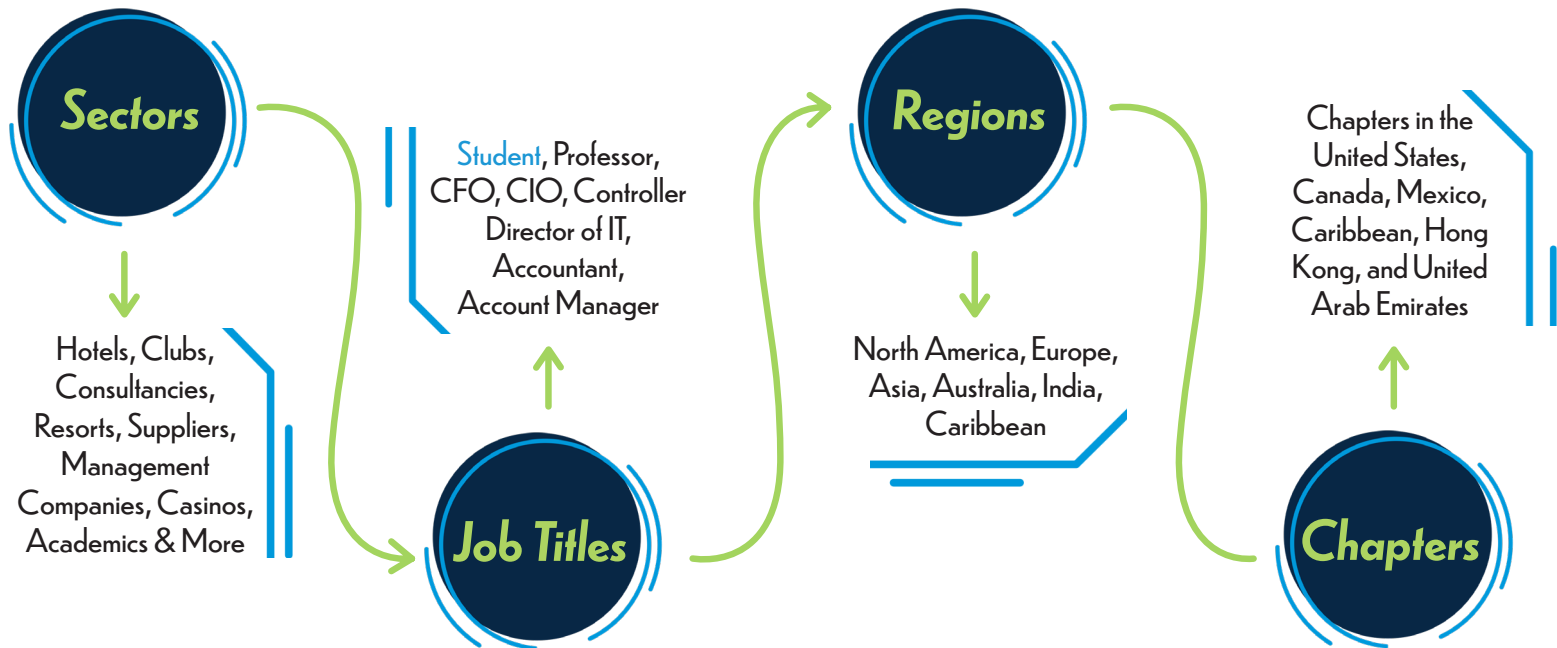 Sectors
Hotels, Clubs,
Consultancies,
Resorts, Suppliers,
Management
Companies, Casinos,
Academics & More
Student, Professor,
CFO, CIO, Controller
Director of IT,
Accountant,
Account Manager
Job Titles
Regions
North America, Europe,
Asia, Australia, India,
Caribbean
Chapters in the
United States,
Canada, Mexico,
Caribbean, Hong
Kong, and United
Arab Emirates
Chapters